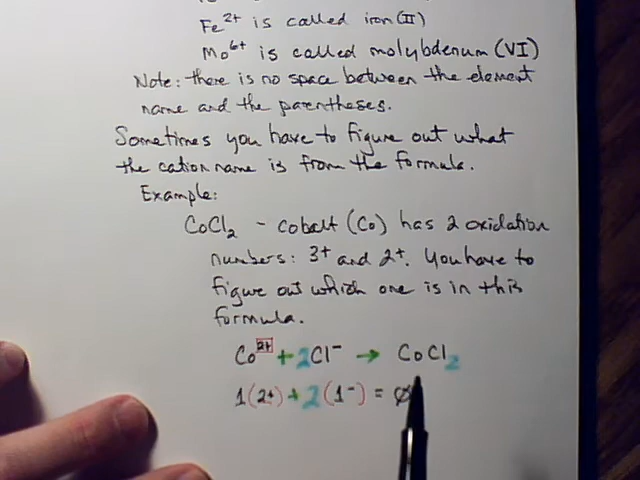 Fe²⁺ is called iron (II)
Mo⁶⁺ is called molybdenum (VI)
Note: there is no space between the element
name and the parentheses.
Sometimes you have to figure out what
the cation name is from the formula.
Example:
CoCl₂ - cobalt (Co) has 2 oxidation
numbers: 3⁺ and 2⁺. You have to
figure out which one is in this
formula.
Co²⁺ + 2Cl⁻ → CoCl₂
1(2⁺) + 2(1⁻) = ∅